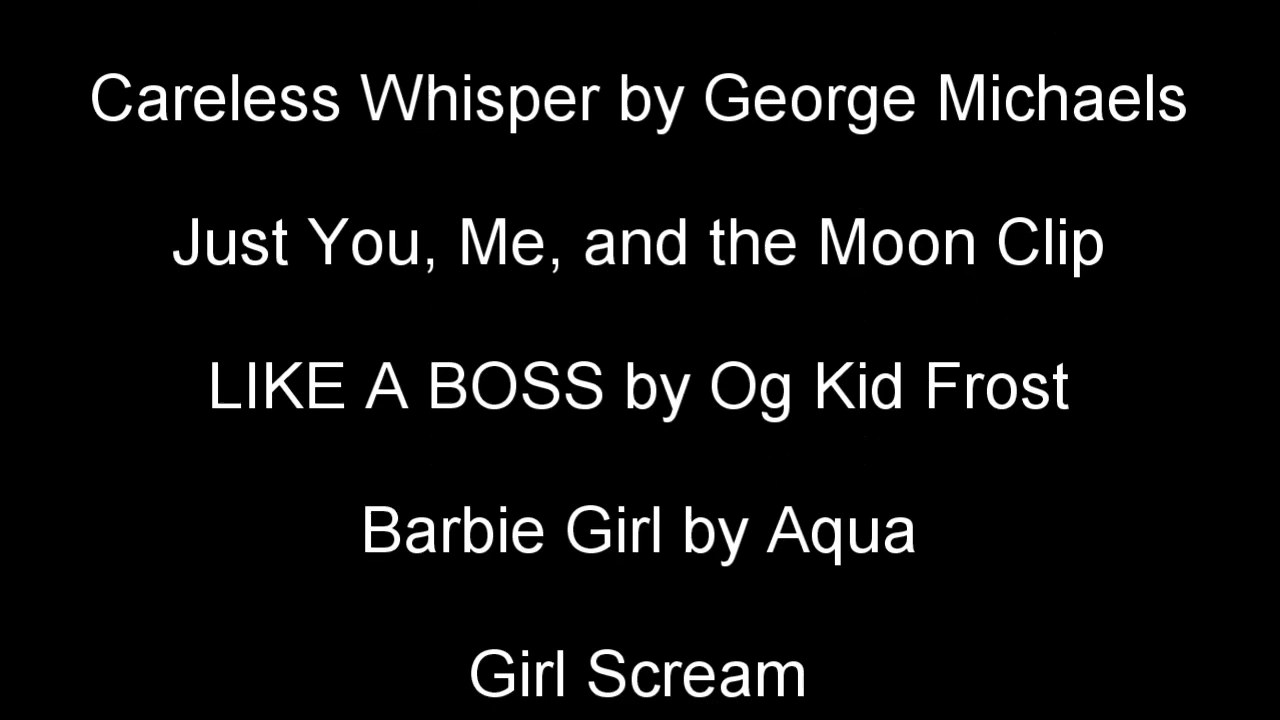 Careless Whisper by George Michaels
Just You, Me, and the Moon Clip
LIKE A BOSS by Og Kid Frost
Barbie Girl by Aqua
Girl Scream